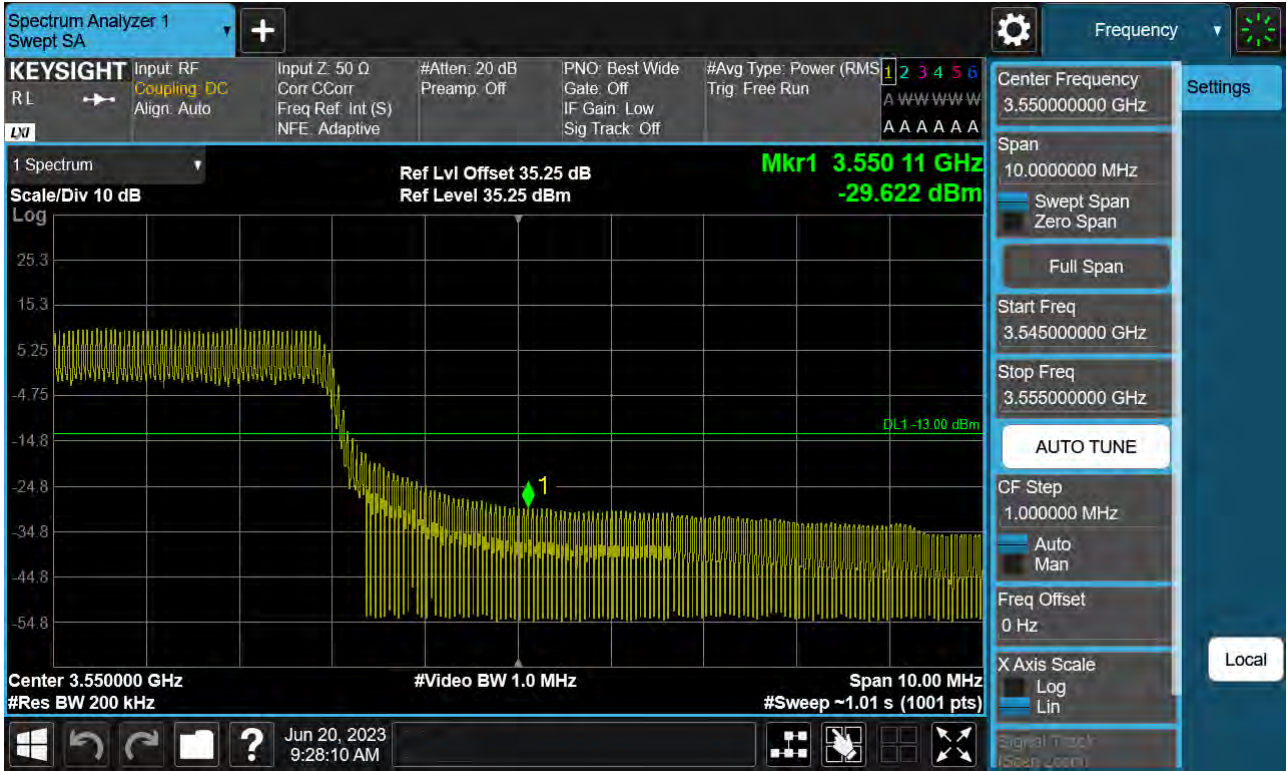 Spectrum Analyzer 1
Swept SA
+
Frequency
KEYSIGHT
R L
LXI
Input: RF
Coupling: DC
Align: Auto
Input Z: 50 Ω
Corr CCorr
Freq Ref: Int (S)
NFE: Adaptive
#Atten: 20 dB
Preamp: Off
PNO: Best Wide
Gate: Off
IF Gain: Low
Sig Track: Off
#Avg Type: Power (RMS
Trig: Free Run
1 2 3 4 5 6
A W W W W W
A A A A A A
1 Spectrum
Scale/Div 10 dB
Log
Ref Lvl Offset 35.25 dB
Ref Level 35.25 dBm
Mkr1 3.550 11 GHz
-29.622 dBm
25.3
15.3
5.25
-4.75
-14.8
-24.8
-34.8
-44.8
-54.8
DL1 -13.00 dBm
1
Center 3.550000 GHz
#Res BW 200 kHz
#Video BW 1.0 MHz
Span 10.00 MHz
#Sweep ~1.01 s (1001 pts)
Center Frequency
3.550000000 GHz
Span
10.0000000 MHz
Swept Span
Zero Span
Full Span
Start Freq
3.545000000 GHz
Stop Freq
3.555000000 GHz
AUTO TUNE
CF Step
1.000000 MHz
Auto
Man
Freq Offset
0 Hz
X Axis Scale
Log
Lin
Signal Track
(Span Zoom)
Settings
Local
?
Jun 20, 2023
9:28:10 AM